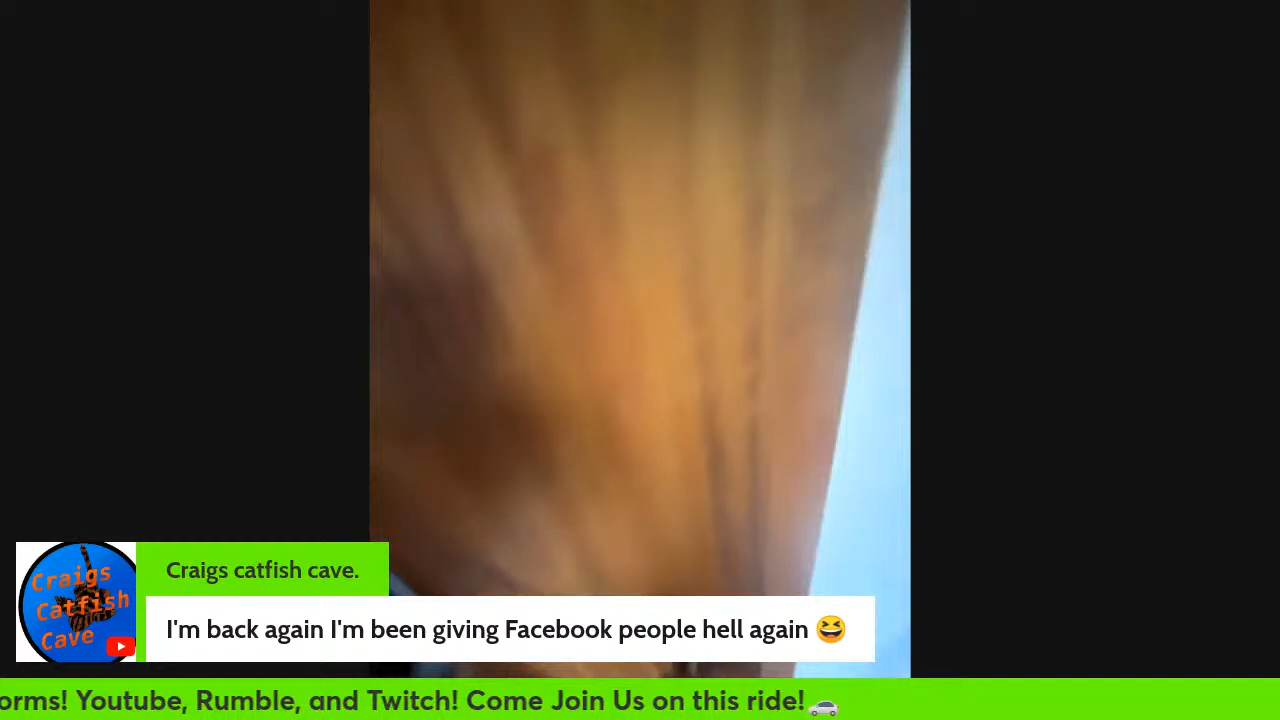 Craigs catfish cave.
Craigs
Catfish
Cave
I'm back again I'm been giving Facebook people hell again 😆
orms! Youtube, Rumble, and Twitch! Come Join Us on this ride!🚗